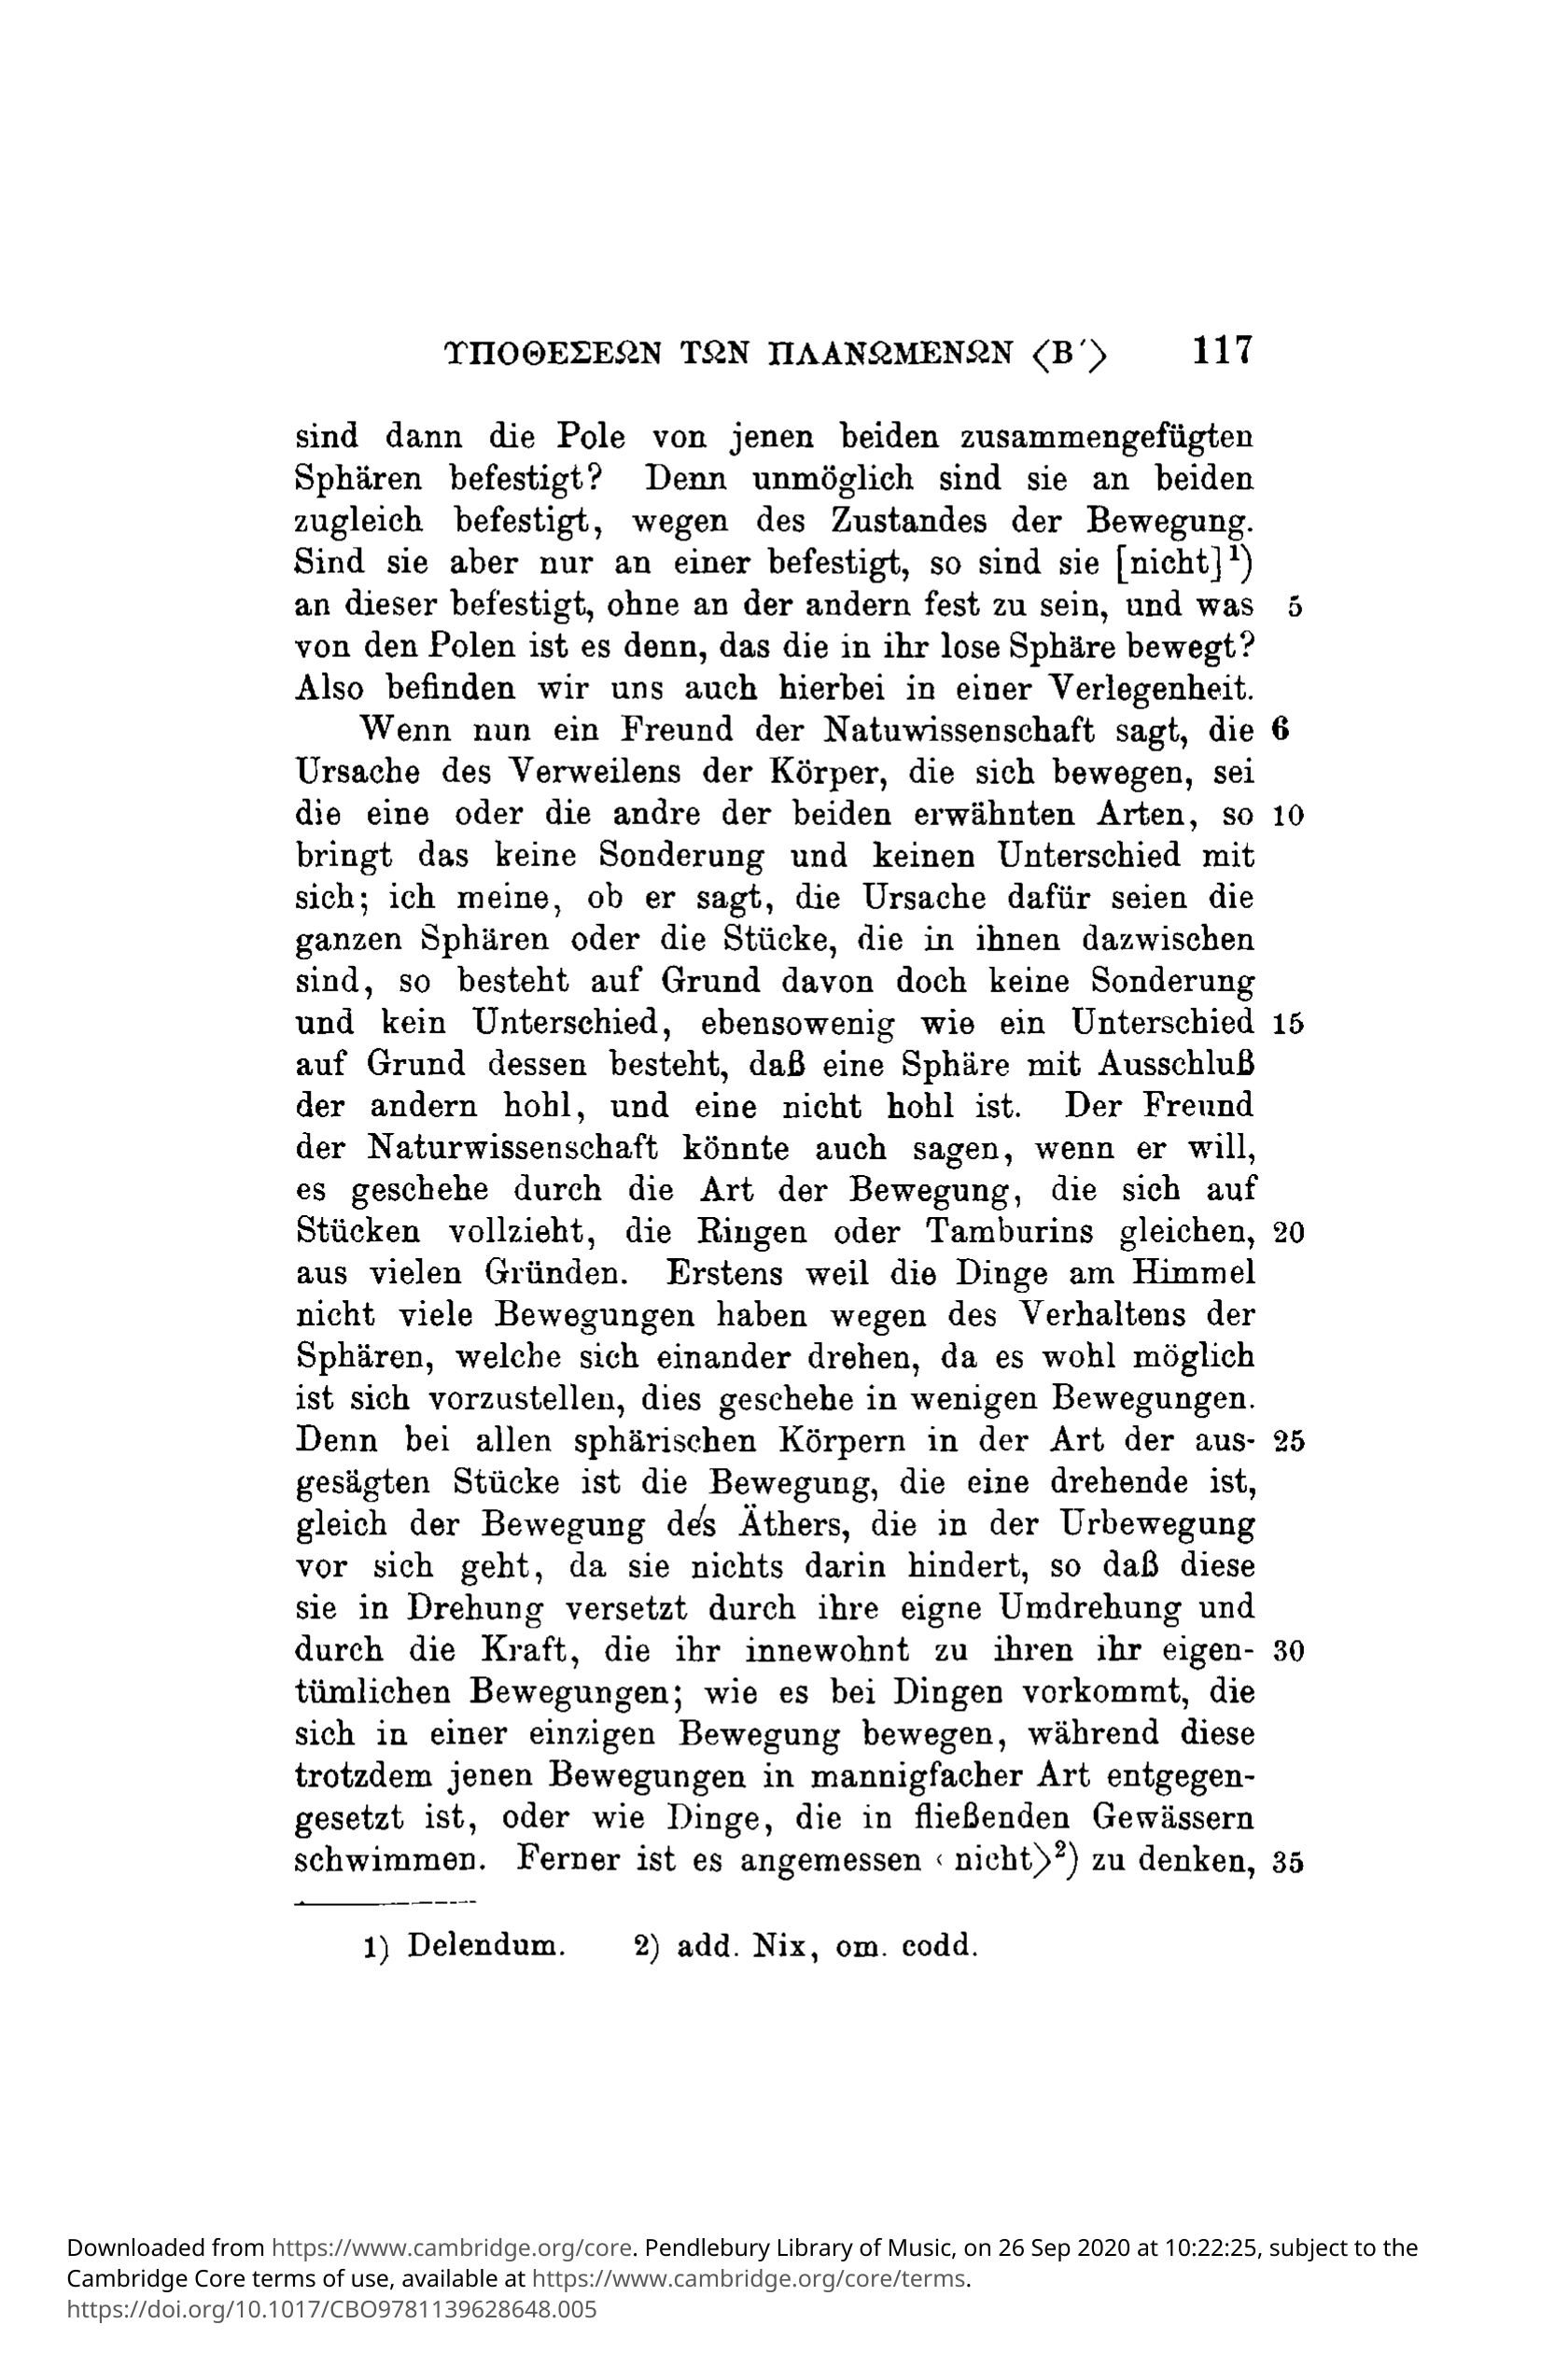 ΥΠΟΘΕΣΕΩΝ ΤΩΝ ΠΛΑΝΩΜΕΝΩΝ ⟨Β´⟩ 117
sind dann die Pole von jenen beiden zusammengefügten
Sphären befestigt? Denn unmöglich sind sie an beiden
zugleich befestigt, wegen des Zustandes der Bewegung.
Sind sie aber nur an einer befestigt, so sind sie [nicht]¹)
an dieser befestigt, ohne an der andern fest zu sein, und was 5
von den Polen ist es denn, das die in ihr lose Sphäre bewegt?
Also befinden wir uns auch hierbei in einer Verlegenheit.
Wenn nun ein Freund der Natuwissenschaft sagt, die 6
Ursache des Verweilens der Körper, die sich bewegen, sei
die eine oder die andre der beiden erwähnten Arten, so 10
bringt das keine Sonderung und keinen Unterschied mit
sich; ich meine, ob er sagt, die Ursache dafür seien die
ganzen Sphären oder die Stücke, die in ihnen dazwischen
sind, so besteht auf Grund davon doch keine Sonderung
und kein Unterschied, ebensowenig wie ein Unterschied 15
auf Grund dessen besteht, daß eine Sphäre mit Ausschluß
der andern hohl, und eine nicht hohl ist. Der Freund
der Naturwissenschaft könnte auch sagen, wenn er will,
es geschehe durch die Art der Bewegung, die sich auf
Stücken vollzieht, die Ringen oder Tamburins gleichen, 20
aus vielen Gründen. Erstens weil die Dinge am Himmel
nicht viele Bewegungen haben wegen des Verhaltens der
Sphären, welche sich einander drehen, da es wohl möglich
ist sich vorzustellen, dies geschehe in wenigen Bewegungen.
Denn bei allen sphärischen Körpern in der Art der aus- 25
gesägten Stücke ist die Bewegung, die eine drehende ist,
gleich der Bewegung des Äthers, die in der Urbewegung
vor sich geht, da sie nichts darin hindert, so daß diese
sie in Drehung versetzt durch ihre eigne Umdrehung und
durch die Kraft, die ihr innewohnt zu ihren ihr eigen- 30
tümlichen Bewegungen; wie es bei Dingen vorkommt, die
sich in einer einzigen Bewegung bewegen, während diese
trotzdem jenen Bewegungen in mannigfacher Art entgegen-
gesetzt ist, oder wie Dinge, die in fließenden Gewässern
schwimmen. Ferner ist es angemessen ‹ nicht⟩²) zu denken, 35
1) Delendum. 2) add. Nix, om. codd.
Downloaded from https://www.cambridge.org/core. Pendlebury Library of Music, on 26 Sep 2020 at 10:22:25, subject to the
Cambridge Core terms of use, available at https://www.cambridge.org/core/terms.
https://doi.org/10.1017/CBO9781139628648.005